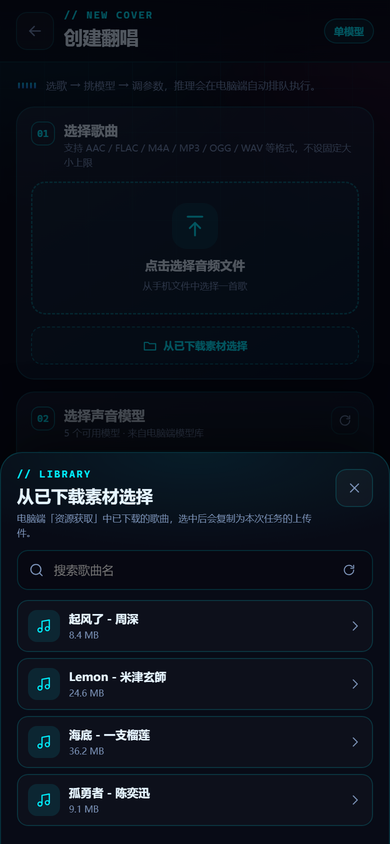 // NEW COVER
创建翻唱
单模型
选歌 → 挑模型 → 调参数，推理会在电脑端自动排队执行。
01
选择歌曲
支持 AAC / FLAC / M4A / MP3 / OGG / WAV 等格式，不设固定大
小上限
点击选择音频文件
从手机文件中选择一首歌
从已下载素材选择
02
选择声音模型
5 个可用模型 · 来自电脑端模型库
// LIBRARY
从已下载素材选择
电脑端「资源获取」中已下载的歌曲，选中后会复制为本次任务的上传
件。
搜索歌曲名
起风了 - 周深
8.4 MB
Lemon - 米津玄師
24.6 MB
海底 - 一支榴莲
36.2 MB
孤勇者 - 陈奕迅
9.1 MB